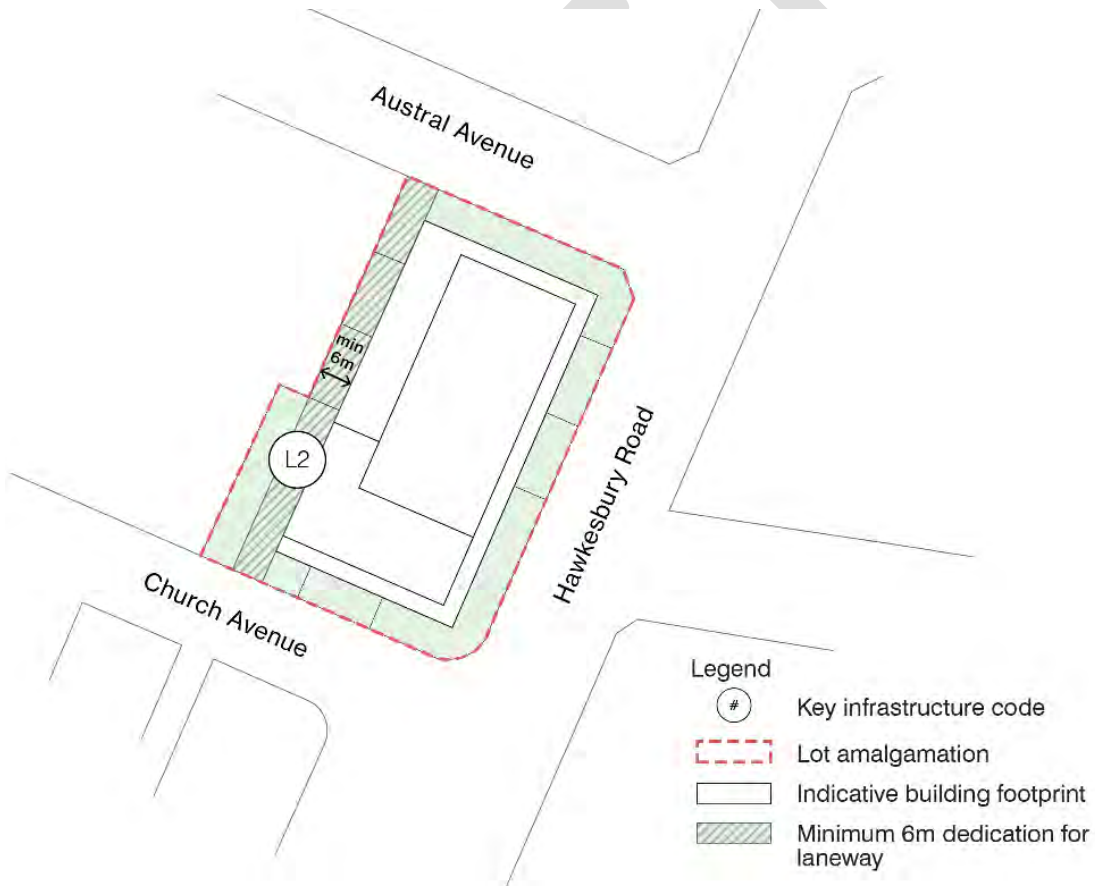 Austral Avenue
min
6m
L2
Hawkesbury Road
Church Avenue
Legend
# Key infrastructure code
Lot amalgamation
Indicative building footprint
Minimum 6m dedication for
laneway